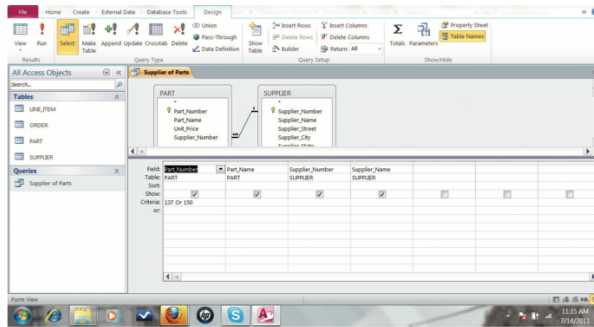 File Home Create External Data Database Tools Design
View Run Select Make Table Append Update Crosstab Delete
Union
Pass-Through
Data Definition
Show Table
Insert Rows
Delete Rows
Builder
Insert Columns
Delete Columns
Return: All
Totals Parameters
Property Sheet
Table Names
Results Query Type Query Setup Show/Hide
All Access Objects
Search...
Tables
LINE_ITEM
ORDER
PART
SUPPLIER
Queries
Supplier of Parts
Supplier of Parts
PART
*
Part_Number
Part_Name
Unit_Price
Supplier_Number
SUPPLIER
*
Supplier_Number
Supplier_Name
Supplier_Street
Supplier_City
Supplier_State
Field: Part_Number Part_Name Supplier_Number Supplier_Name
Table: PART PART SUPPLIER SUPPLIER
Sort:
Show:
Criteria: 137 Or 150
or:
Form View
11:35 AM
7/14/2011